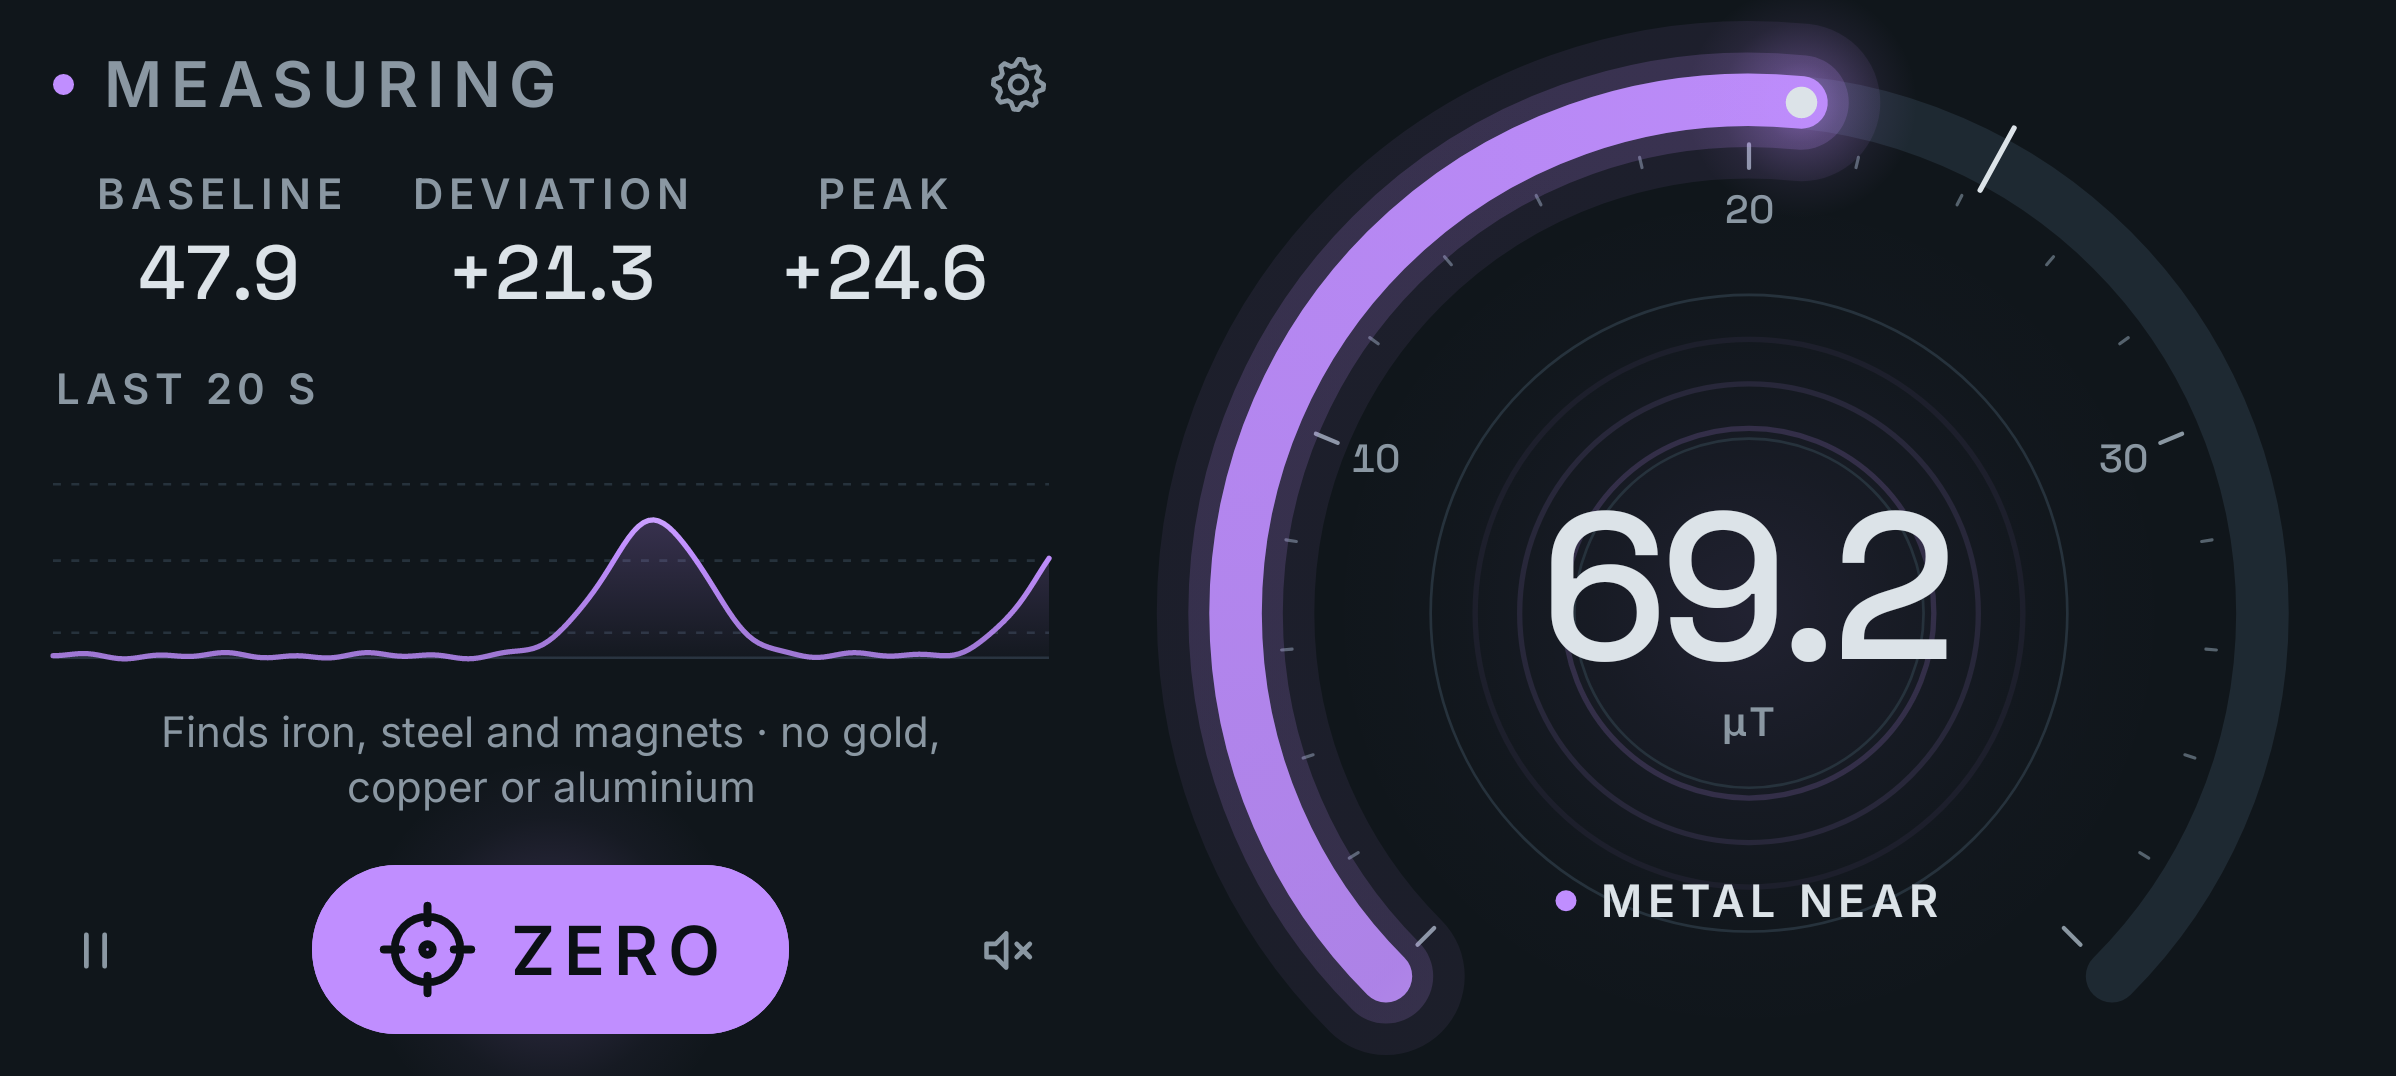 MEASURING
BASELINE DEVIATION PEAK
47.9 +21.3 +24.6
LAST 20 S
Finds iron, steel and magnets · no gold,
copper or aluminium
ZERO
20
10 30
69.2
µT
METAL NEAR